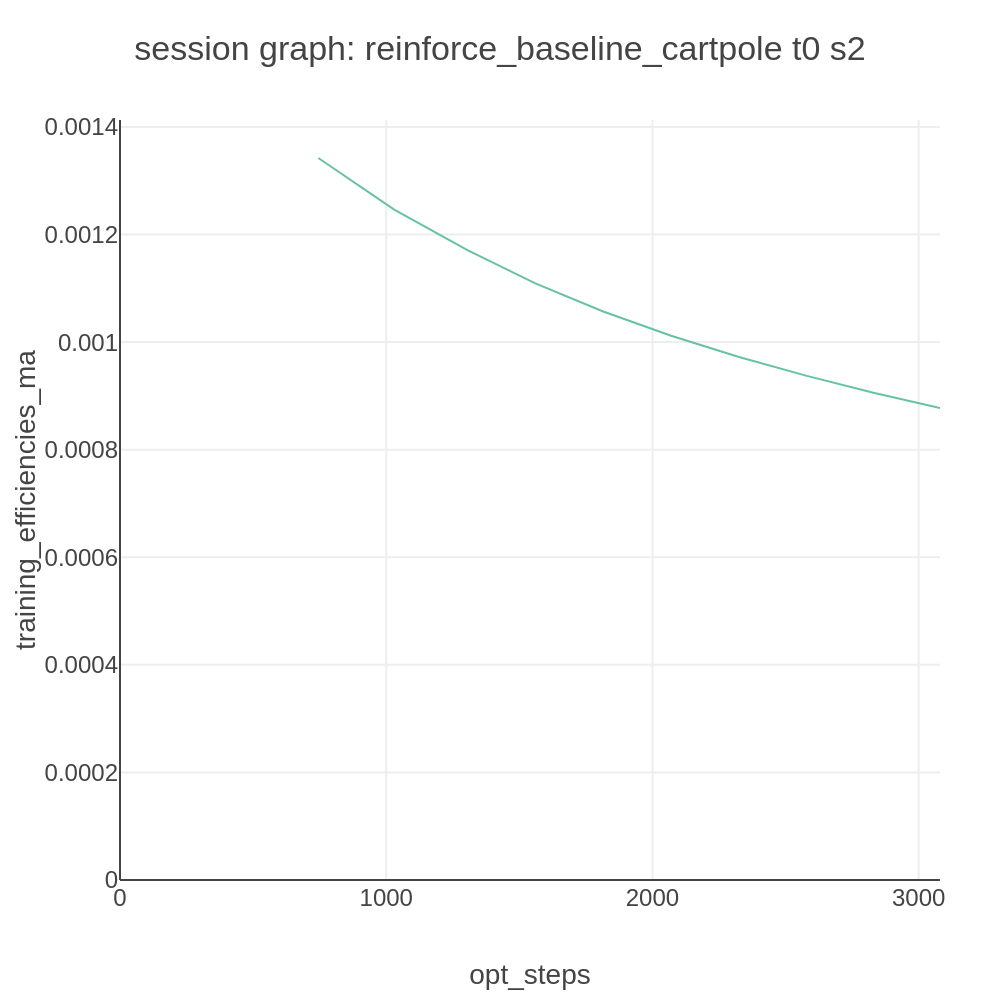 session graph: reinforce_baseline_cartpole t0 s2
0.0014
0.0012
0.001
0.0008
0.0006
0.0004
0.0002
0
training_efficiencies_ma
0 1000 2000 3000
opt_steps